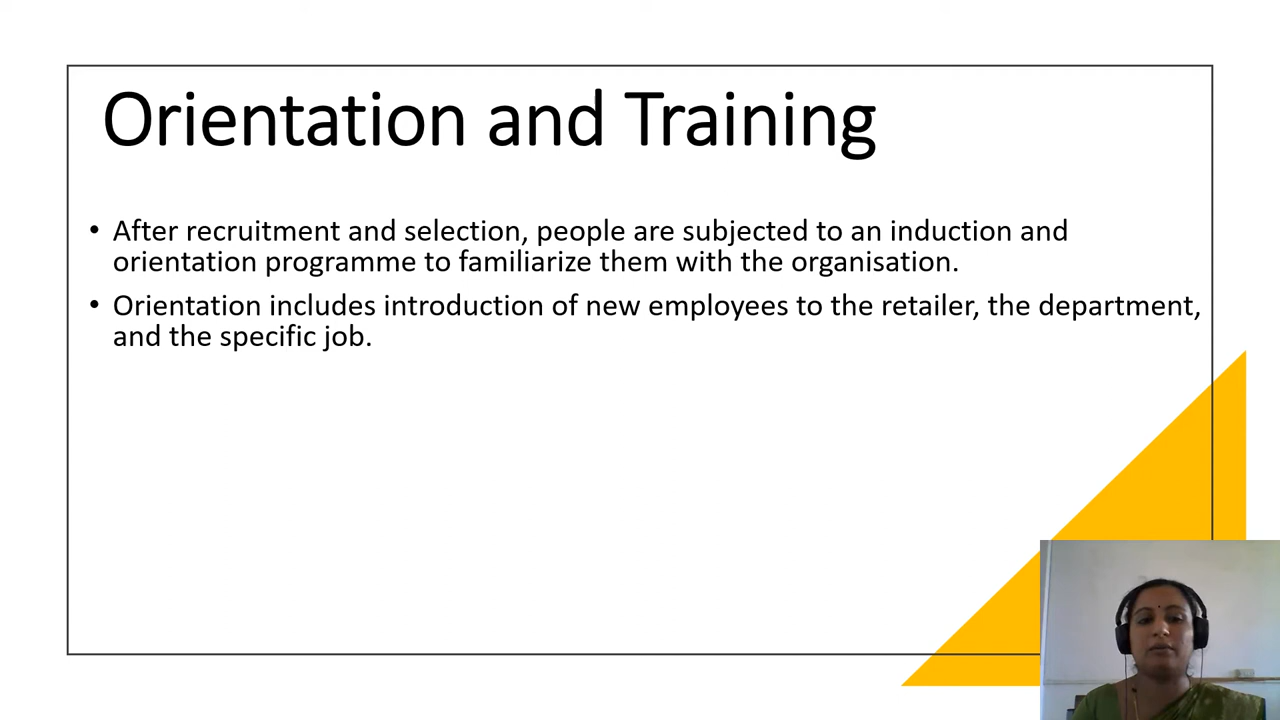 Orientation and Training
• After recruitment and selection, people are subjected to an induction and
orientation programme to familiarize them with the organisation.
• Orientation includes introduction of new employees to the retailer, the department,
and the specific job.